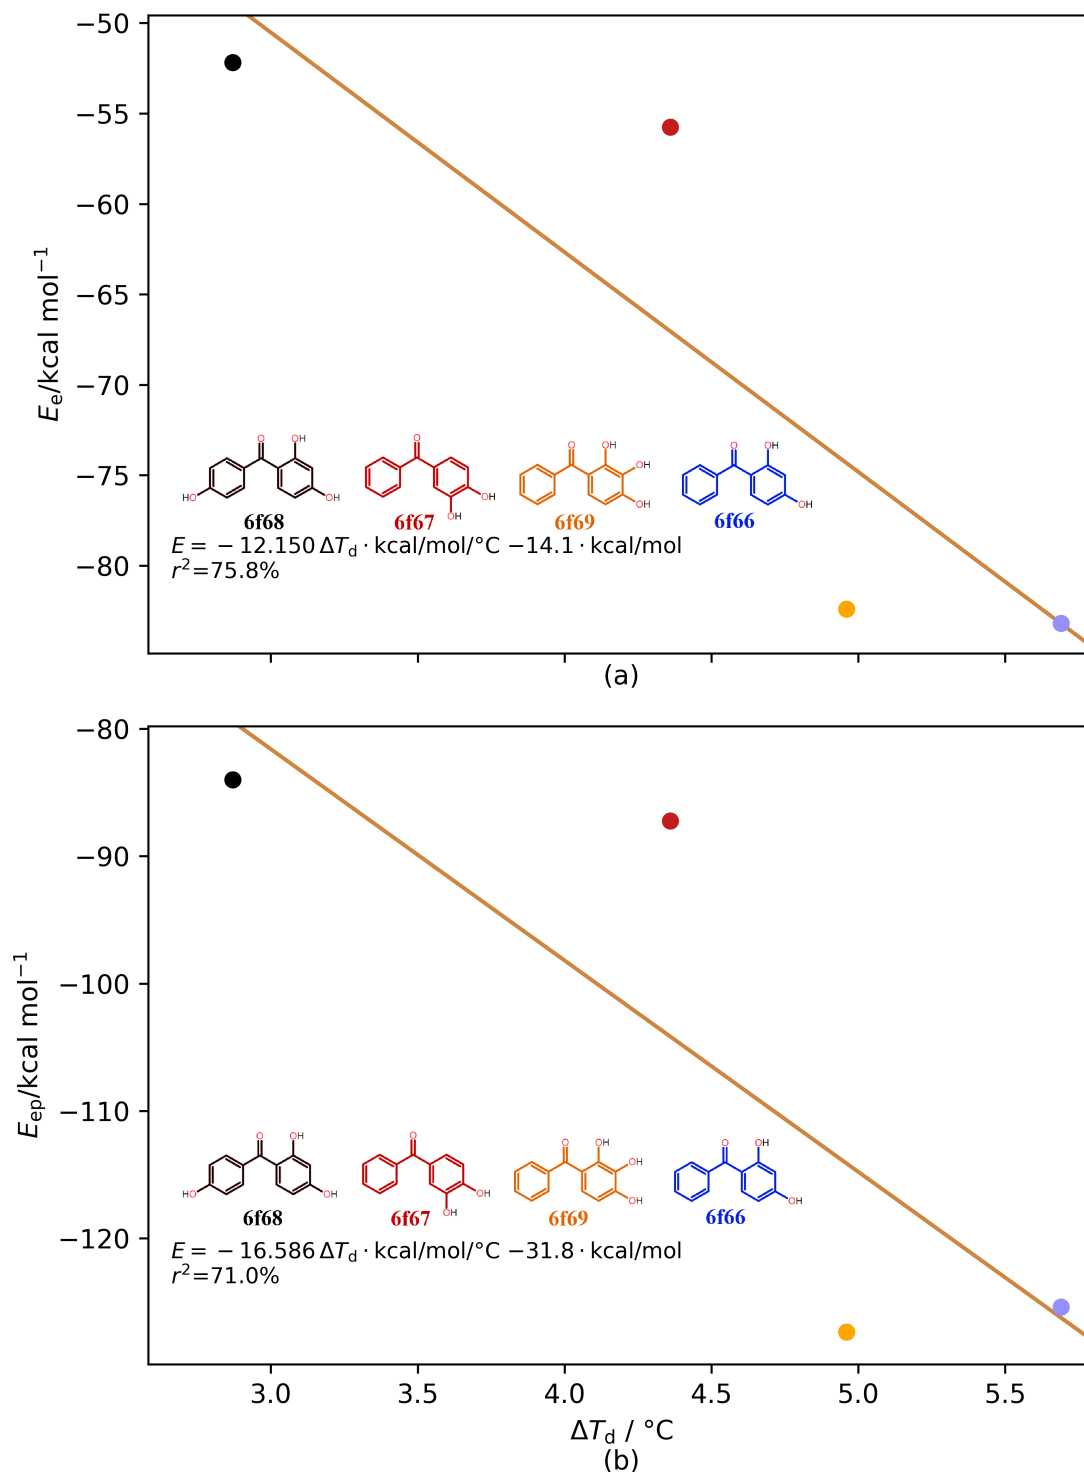 −50
−55
−60
−65
−70
−75
−80
Eₑ/kcal mol⁻¹
O OH HO OH
O OH OH
O OH OH OH
O OH OH
6f68 6f67 6f69 6f66
E = −12.150 ΔT_d · kcal/mol/°C −14.1 · kcal/mol
r²=75.8%
(a)
−80
−90
−100
−110
−120
E_ep/kcal mol⁻¹
O OH HO OH
O OH OH
O OH OH OH
O OH OH
6f68 6f67 6f69 6f66
E = −16.586 ΔT_d · kcal/mol/°C −31.8 · kcal/mol
r²=71.0%
3.0 3.5 4.0 4.5 5.0 5.5
ΔT_d / °C
(b)